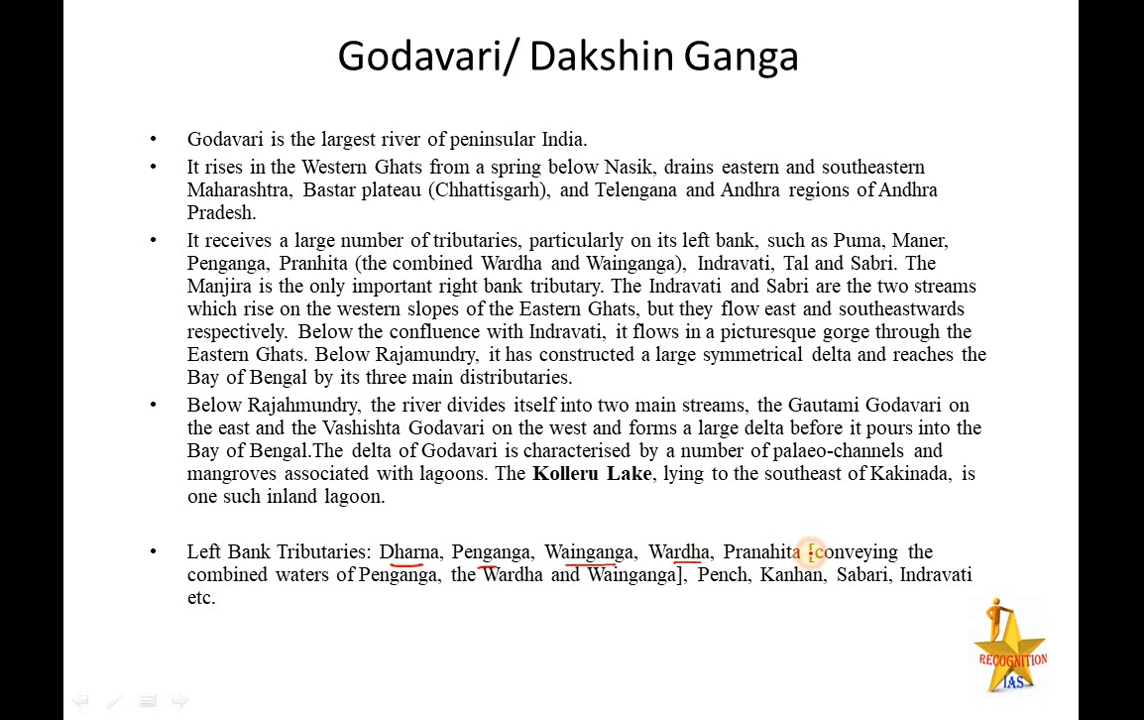 Godavari/ Dakshin Ganga
• Godavari is the largest river of peninsular India.
• It rises in the Western Ghats from a spring below Nasik, drains eastern and southeastern
Maharashtra, Bastar plateau (Chhattisgarh), and Telengana and Andhra regions of Andhra
Pradesh.
• It receives a large number of tributaries, particularly on its left bank, such as Puma, Maner,
Penganga, Pranhita (the combined Wardha and Wainganga), Indravati, Tal and Sabri. The
Manjira is the only important right bank tributary. The Indravati and Sabri are the two streams
which rise on the western slopes of the Eastern Ghats, but they flow east and southeastwards
respectively. Below the confluence with Indravati, it flows in a picturesque gorge through the
Eastern Ghats. Below Rajamundry, it has constructed a large symmetrical delta and reaches the
Bay of Bengal by its three main distributaries.
• Below Rajahmundry, the river divides itself into two main streams, the Gautami Godavari on
the east and the Vashishta Godavari on the west and forms a large delta before it pours into the
Bay of Bengal.The delta of Godavari is characterised by a number of palaeo-channels and
mangroves associated with lagoons. The Kolleru Lake, lying to the southeast of Kakinada, is
one such inland lagoon.
• Left Bank Tributaries: Dharna, Penganga, Wainganga, Wardha, Pranahita [conveying the
combined waters of Penganga, the Wardha and Wainganga], Pench, Kanhan, Sabari, Indravati
etc.
RECOGNITION
IAS